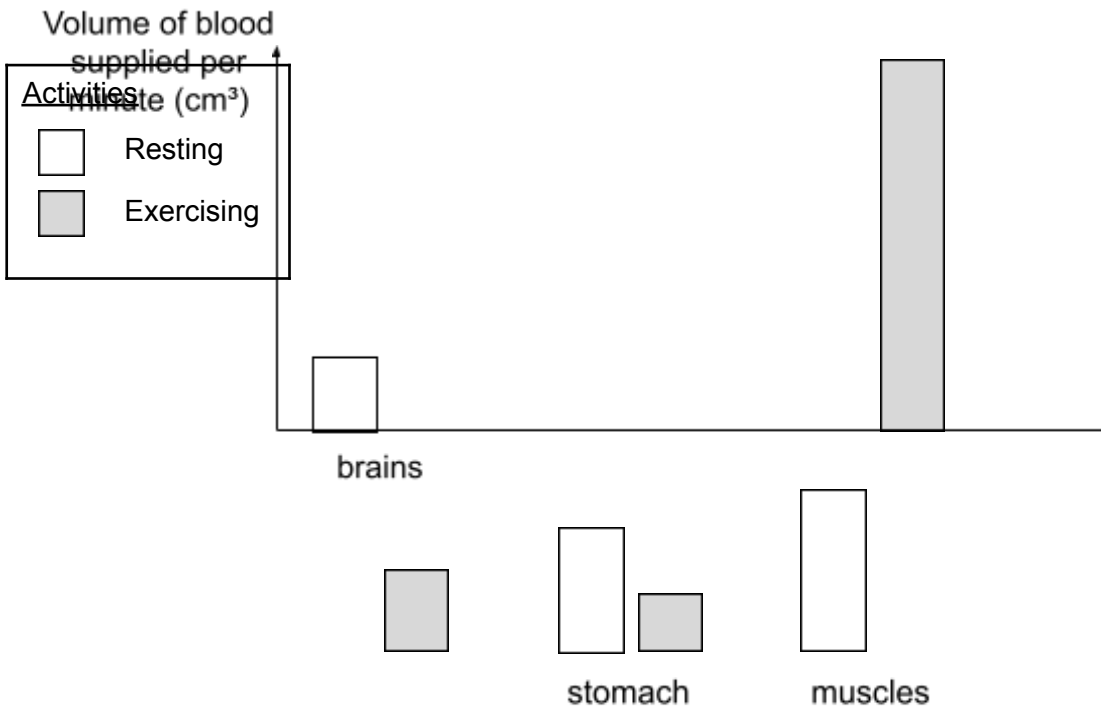 Volume of blood
supplied per
minute (cm³)
Activities
Resting
Exercising
brains
stomach
muscles